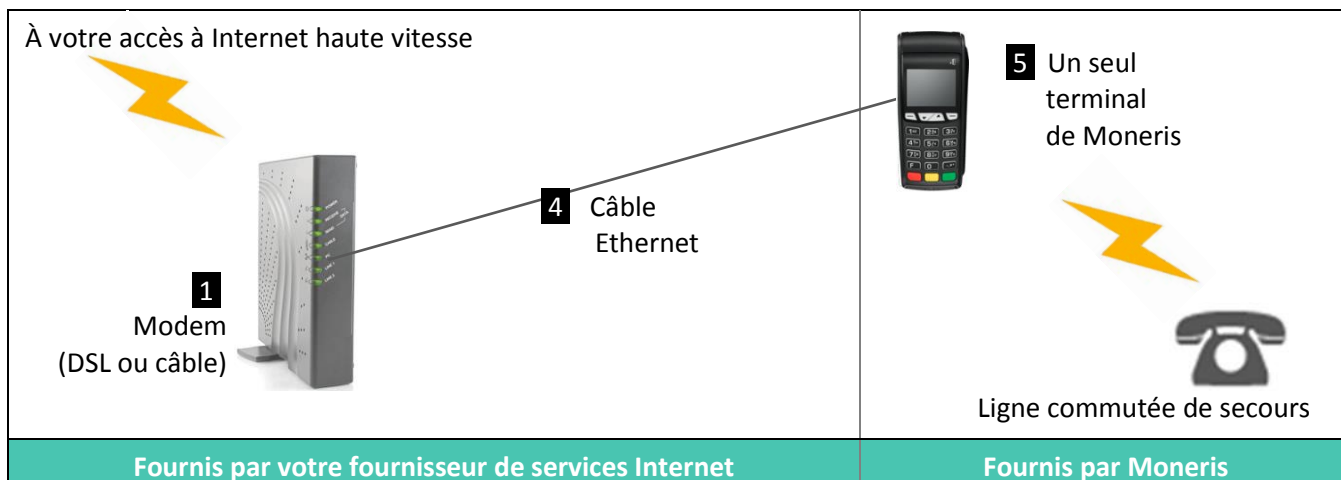 À votre accès à Internet haute vitesse
5 Un seul
terminal
de Moneris
4 Câble
Ethernet
1
Modem
(DSL ou câble)
Ligne commutée de secours
Fournis par votre fournisseur de services Internet
Fournis par Moneris